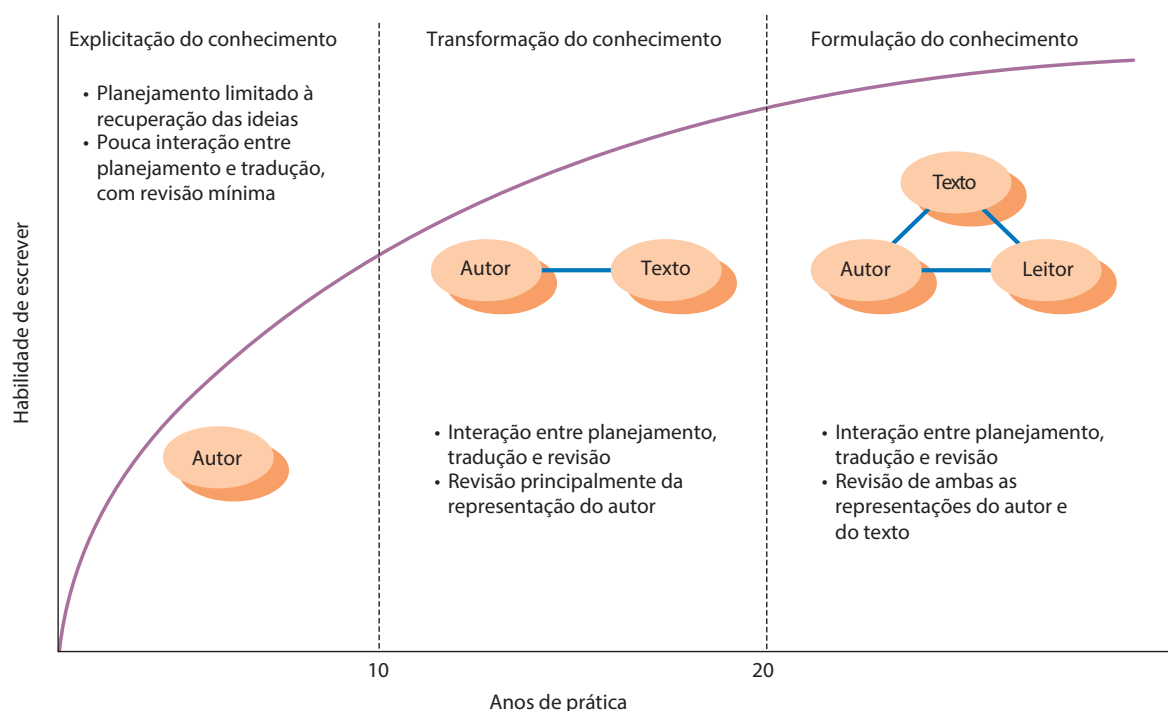 Explicitação do conhecimento
• Planejamento limitado à
recuperação das ideias
• Pouca interação entre
planejamento e tradução,
com revisão mínima
Autor
Transformação do conhecimento
Autor
Texto
• Interação entre planejamento,
tradução e revisão
• Revisão principalmente da
representação do autor
Formulação do conhecimento
Texto
Autor
Leitor
• Interação entre planejamento,
tradução e revisão
• Revisão de ambas as
representações do autor e
do texto
Habilidade de escrever
10
20
Anos de prática